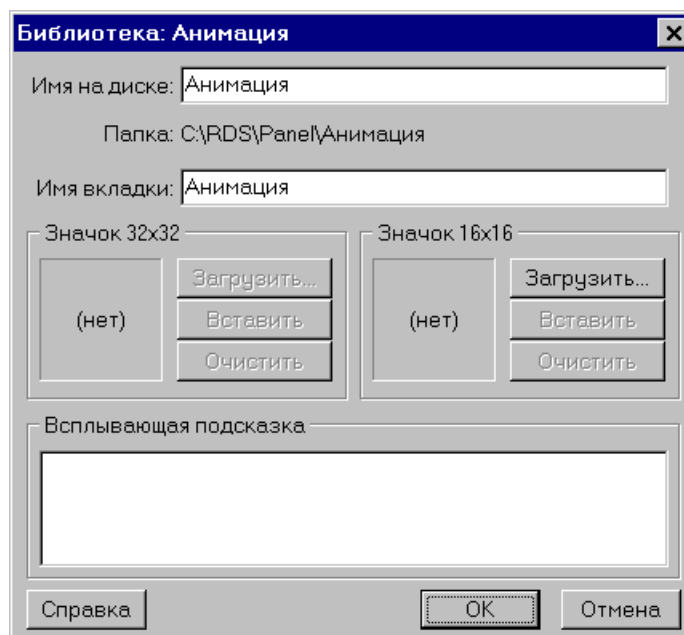 Библиотека: Анимация
Имя на диске: Анимация
Папка: C:\RDS\Panel\Анимация
Имя вкладки: Анимация
Значок 32x32 Значок 16x16
Загрузить... Загрузить...
(нет) Вставить (нет) Вставить
Очистить Очистить
Всплывающая подсказка
Справка OK Отмена